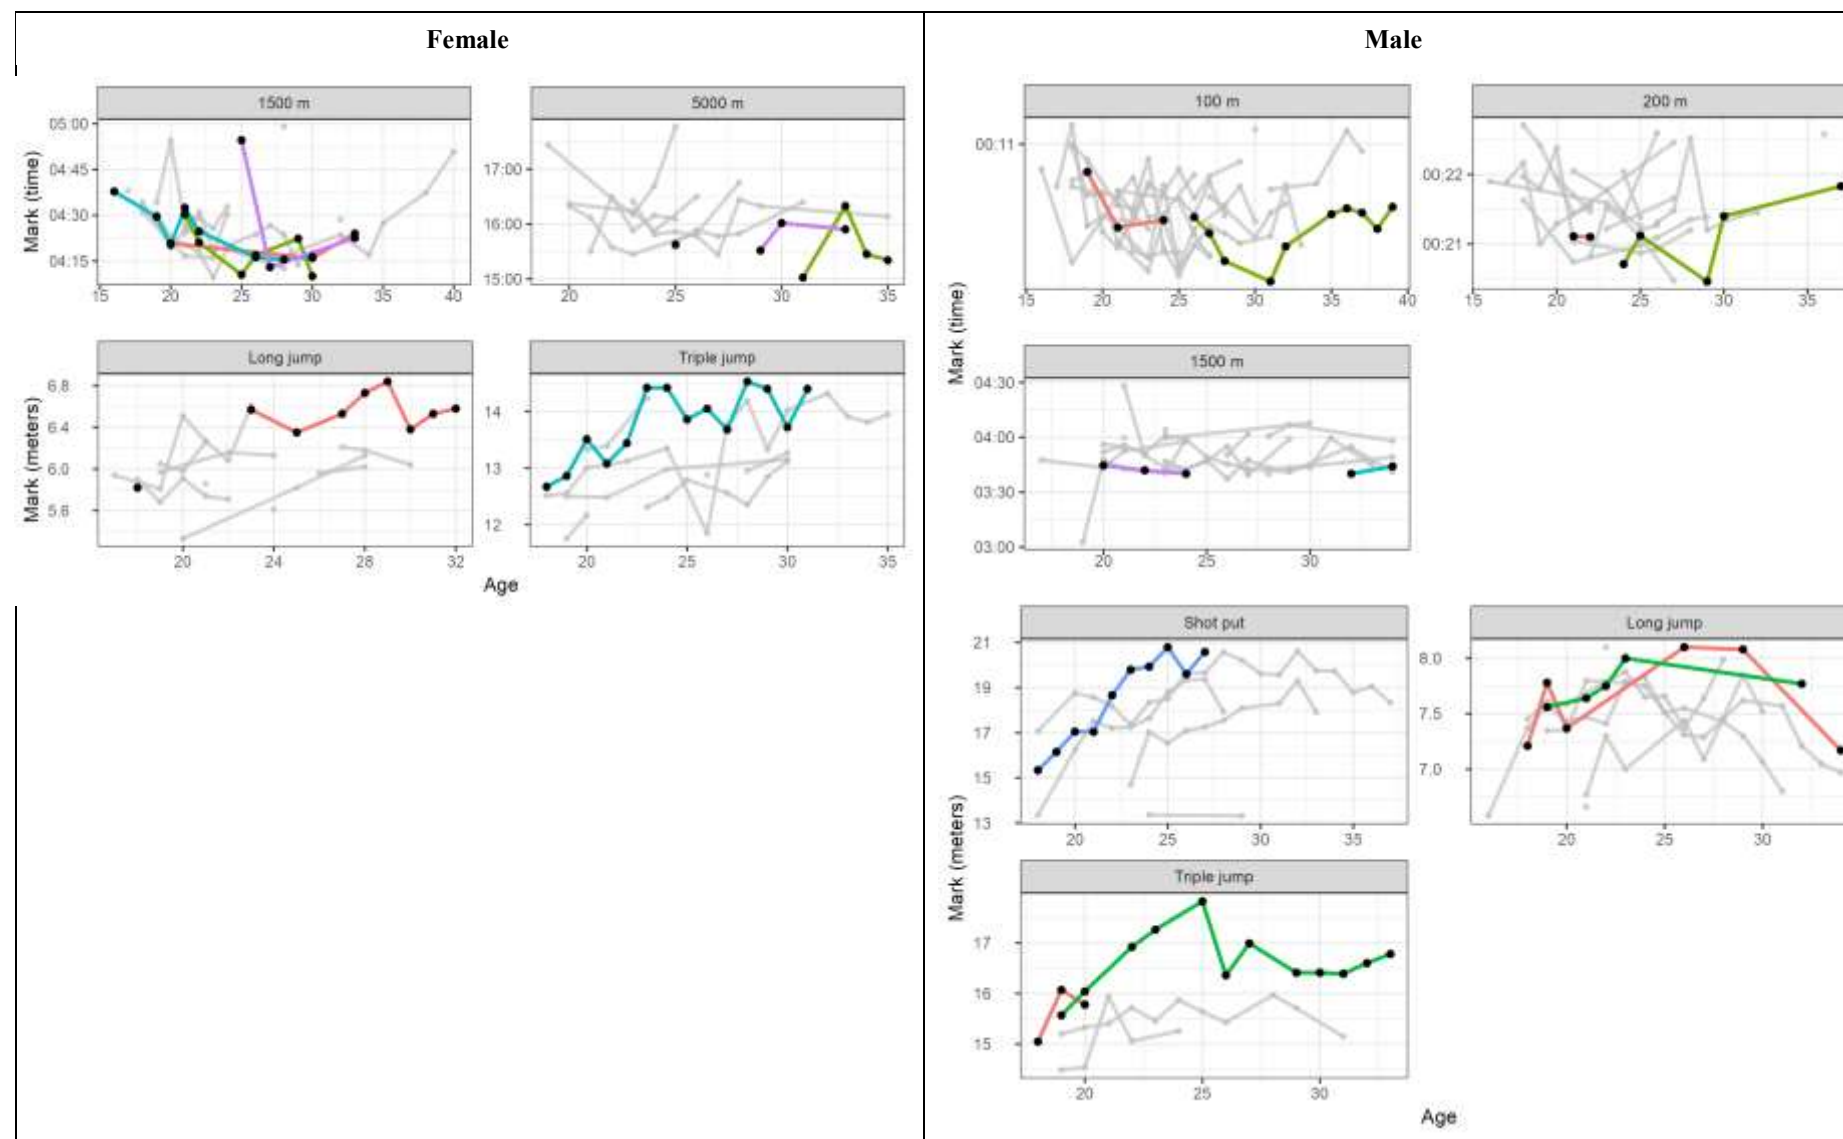 Female
Male
1500 m
5000 m
05:00
04:45
04:30
04:15
Mark (time)
15 20 25 30 35 40
17:00
16:00
15:00
20 25 30 35
Long jump
Triple jump
6.8
6.4
6.0
5.6
Mark (meters)
20 24 28 32
14
13
12
20 25 30 35
Age
100 m
200 m
00:11
15 20 25 30 35 40
00:22
00:21
15 20 25 30 35
Mark (time)
1500 m
04:30
04:00
03:30
03:00
20 25 30
Shot put
Long jump
21
19
17
15
13
20 25 30 35
8.0
7.5
7.0
20 25 30
Mark (meters)
Triple jump
17
16
15
20 25 30
Age